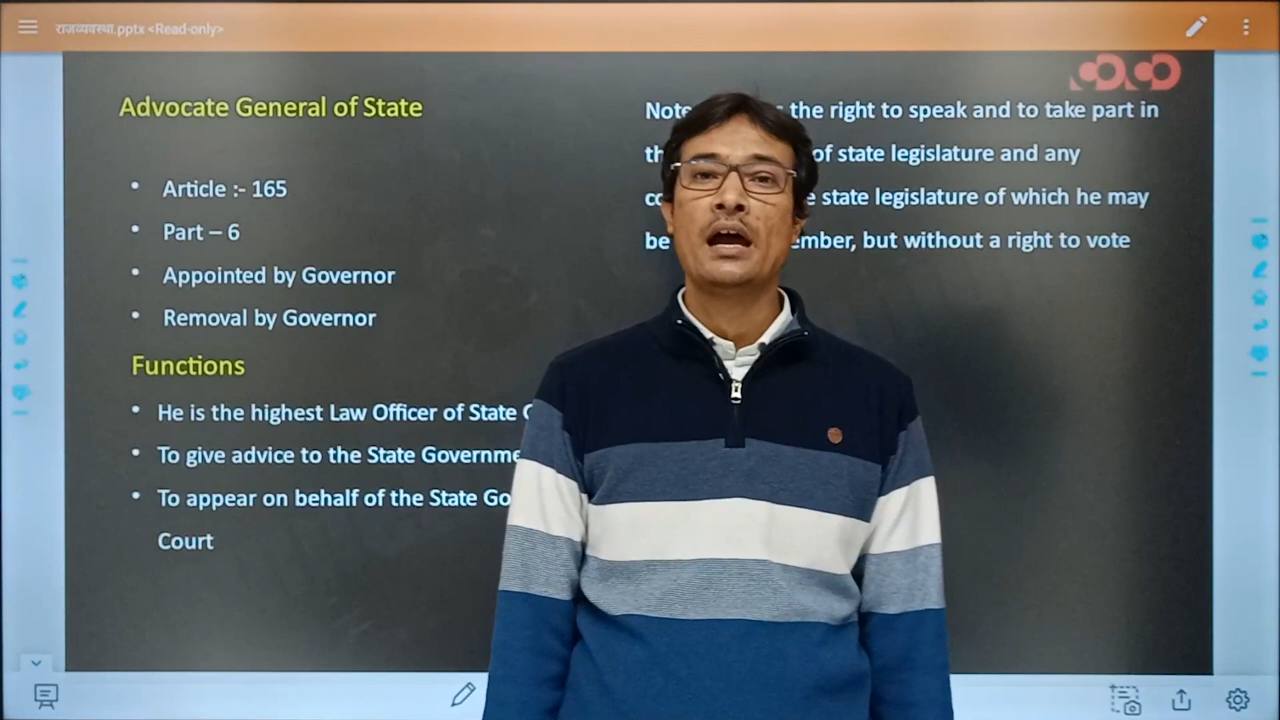 राजव्यवस्था.pptx <Read-only>
Advocate General of State
• Article :- 165
• Part – 6
• Appointed by Governor
• Removal by Governor
Functions
• He is the highest Law Officer of State
• To give advice to the State
• To appear on behalf of the State
Court
Note the right to speak and to take part in
of state legislature and any
state legislature of which he may
be but without a right to vote